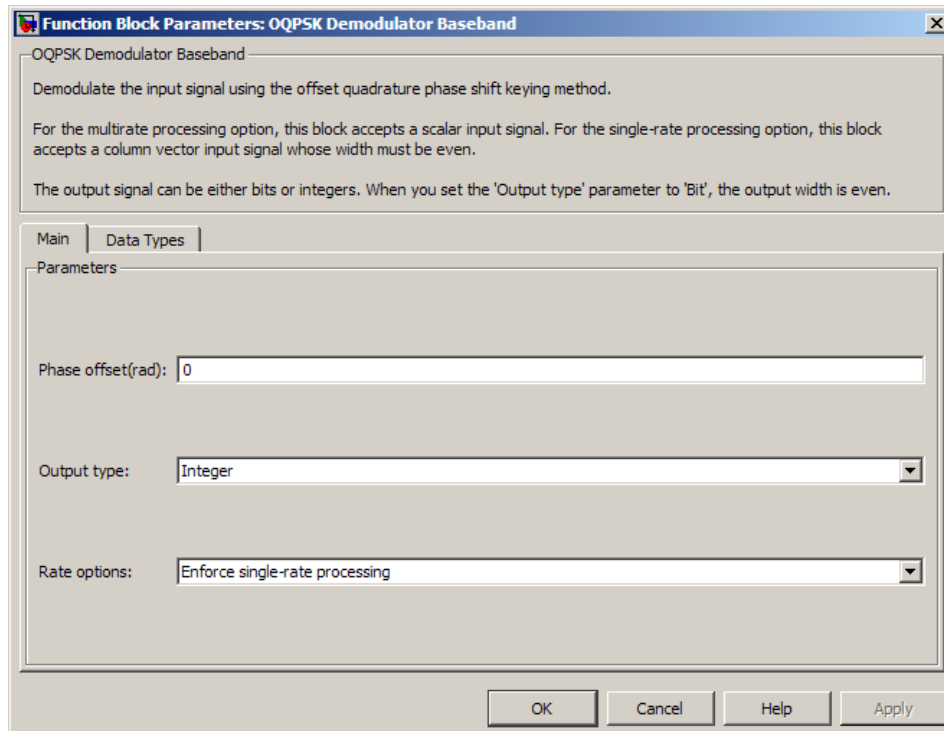 Function Block Parameters: OQPSK Demodulator Baseband
OQPSK Demodulator Baseband
Demodulate the input signal using the offset quadrature phase shift keying method.
For the multirate processing option, this block accepts a scalar input signal. For the single-rate processing option, this block
accepts a column vector input signal whose width must be even.
The output signal can be either bits or integers. When you set the 'Output type' parameter to 'Bit', the output width is even.
Main
Data Types
Parameters
Phase offset(rad): 0
Output type: Integer
Rate options: Enforce single-rate processing
OK
Cancel
Help
Apply